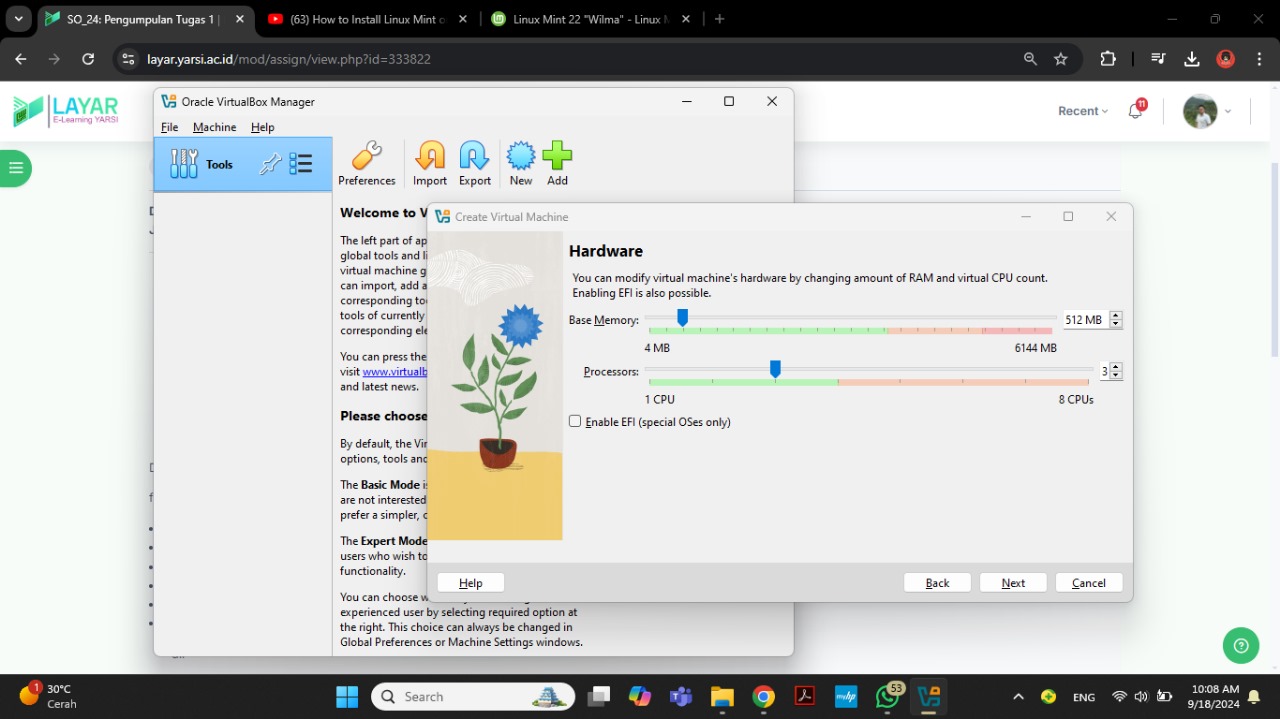 SO_24: Pengumpulan Tugas 1 |
(63) How to Install Linux Mint o
Linux Mint 22 "Wilma" - Linux M
layar.yarsi.ac.id/mod/assign/view.php?id=333822
LAYAR
E-Learning YARSI
Recent
11
Oracle VirtualBox Manager
File Machine Help
Tools
Preferences Import Export New Add
Welcome to V
The left part of ap
global tools and li
virtual machine g
can import, add a
corresponding too
tools of currently
corresponding ele
You can press the
visit www.virtualb
and latest news.
Please choose
By default, the Vir
options, tools and
The Basic Mode is
are not interested
prefer a simpler, c
The Expert Mode
users who wish to
functionality.
You can choose w
experienced user by selecting required option at
the right. This choice can always be changed in
Global Preferences or Machine Settings windows.
Create Virtual Machine
Hardware
You can modify virtual machine's hardware by changing amount of RAM and virtual CPU count.
Enabling EFI is also possible.
Base Memory: 512 MB
4 MB 6144 MB
Processors: 3
1 CPU 8 CPUs
Enable EFI (special OSes only)
Help Back Next Cancel
1
30°C
Cerah
Search
myhp
53
ENG
10:08 AM
9/18/2024